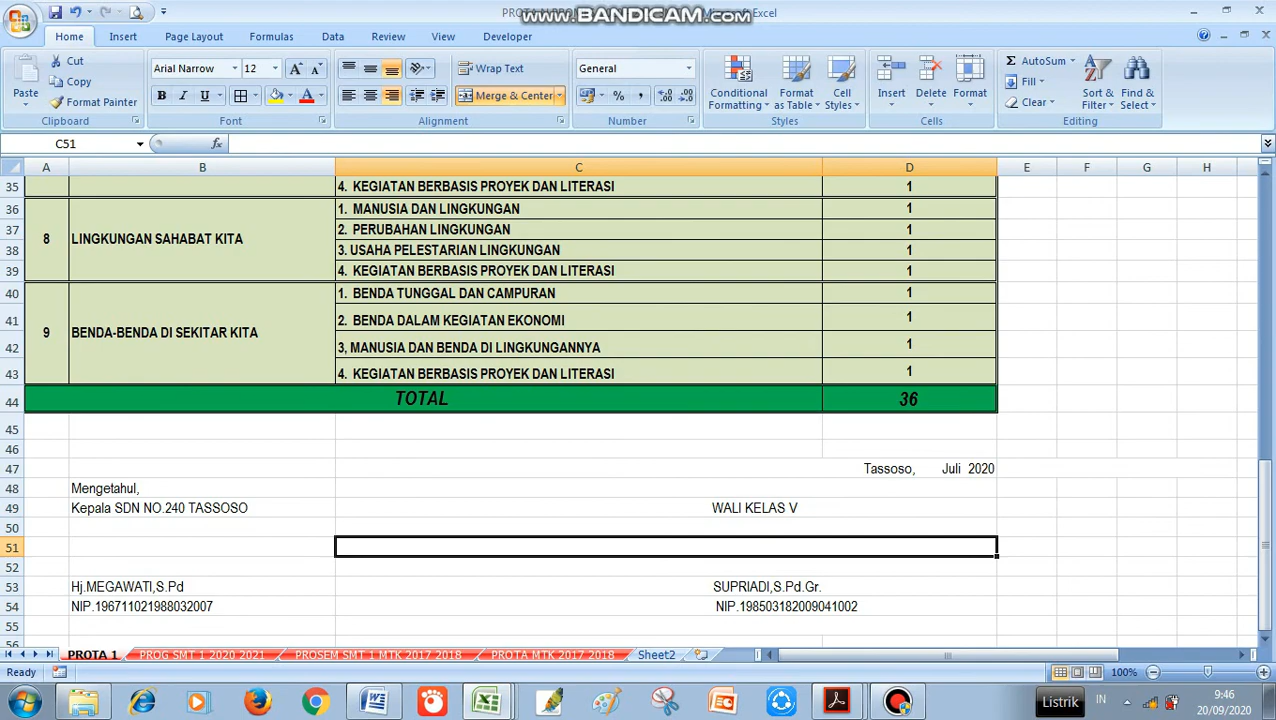 PROTA
www.BANDICAM.com
Microsoft Excel
Home Insert Page Layout Formulas Data Review View Developer
Paste
Cut
Copy
Format Painter
Clipboard
Arial Narrow 12
B I U
Font
Wrap Text
Merge & Center
Alignment
General
Number
Conditional Formatting
Format as Table
Cell Styles
Styles
Insert Delete Format
Cells
AutoSum
Fill
Clear
Sort & Filter
Find & Select
Editing
C51
fx
A B C D E F G H
35 4. KEGIATAN BERBASIS PROYEK DAN LITERASI 1
36 1. MANUSIA DAN LINGKUNGAN 1
37 2. PERUBAHAN LINGKUNGAN 1
8 LINGKUNGAN SAHABAT KITA
38 3. USAHA PELESTARIAN LINGKUNGAN 1
39 4. KEGIATAN BERBASIS PROYEK DAN LITERASI 1
40 1. BENDA TUNGGAL DAN CAMPURAN 1
41 2. BENDA DALAM KEGIATAN EKONOMI 1
9 BENDA-BENDA DI SEKITAR KITA
42 3, MANUSIA DAN BENDA DI LINGKUNGANNYA 1
43 4. KEGIATAN BERBASIS PROYEK DAN LITERASI 1
44 TOTAL 36
45
46
47 Tassoso, Juli 2020
48 Mengetahul,
49 Kepala SDN NO.240 TASSOSO WALI KELAS V
50
51
52
53 Hj.MEGAWATI,S.Pd SUPRIADI,S.Pd.Gr.
54 NIP.196711021988032007 NIP.198503182009041002
55
56
PROTA 1 PROG SMT 1 2020 2021 PROSEM SMT 1 MTK 2017 2018 PROTA MTK 2017 2018 Sheet2
Ready 100%
Listrik IN 9:46
20/09/2020